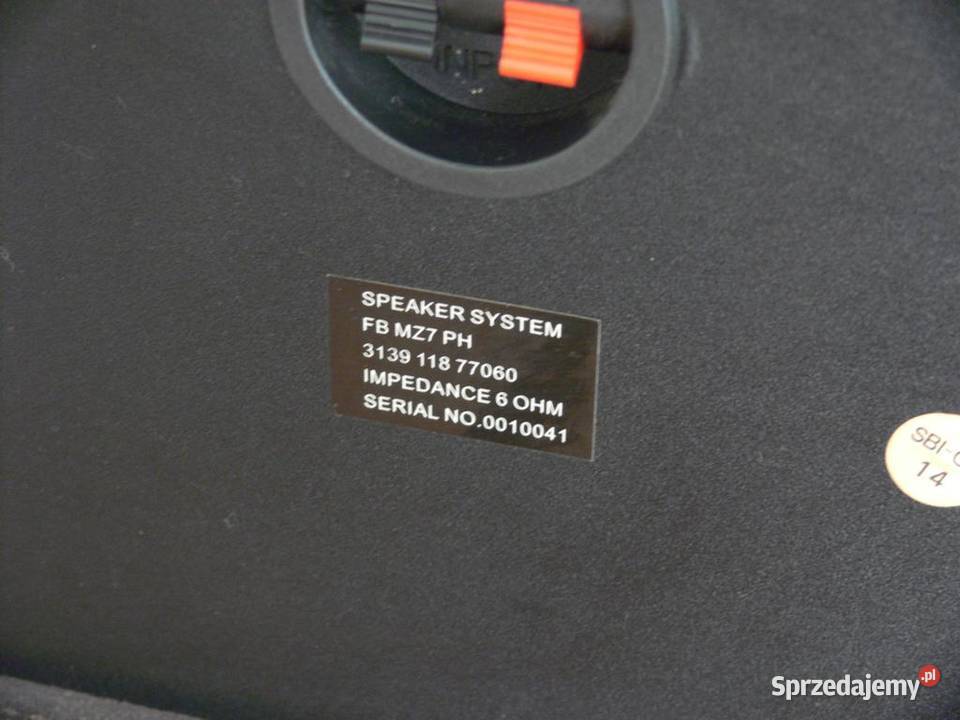 SPEAKER SYSTEM
FB MZ7 PH
3139 118 77060
IMPEDANCE 6 OHM
SERIAL NO.0010041
14
Sprzedajemy.pl